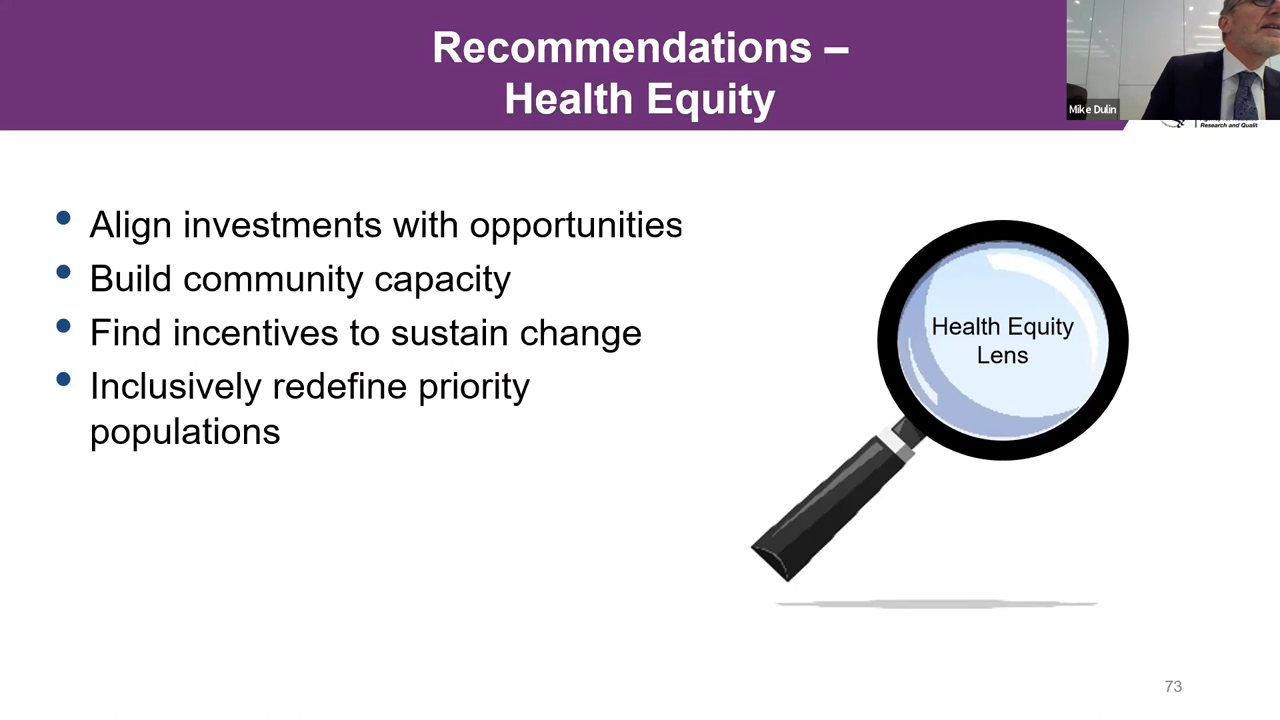 Recommendations –
Health Equity
Mike Dulin
Research and Qualit
• Align investments with opportunities
• Build community capacity
• Find incentives to sustain change
• Inclusively redefine priority
populations
Health Equity
Lens
73